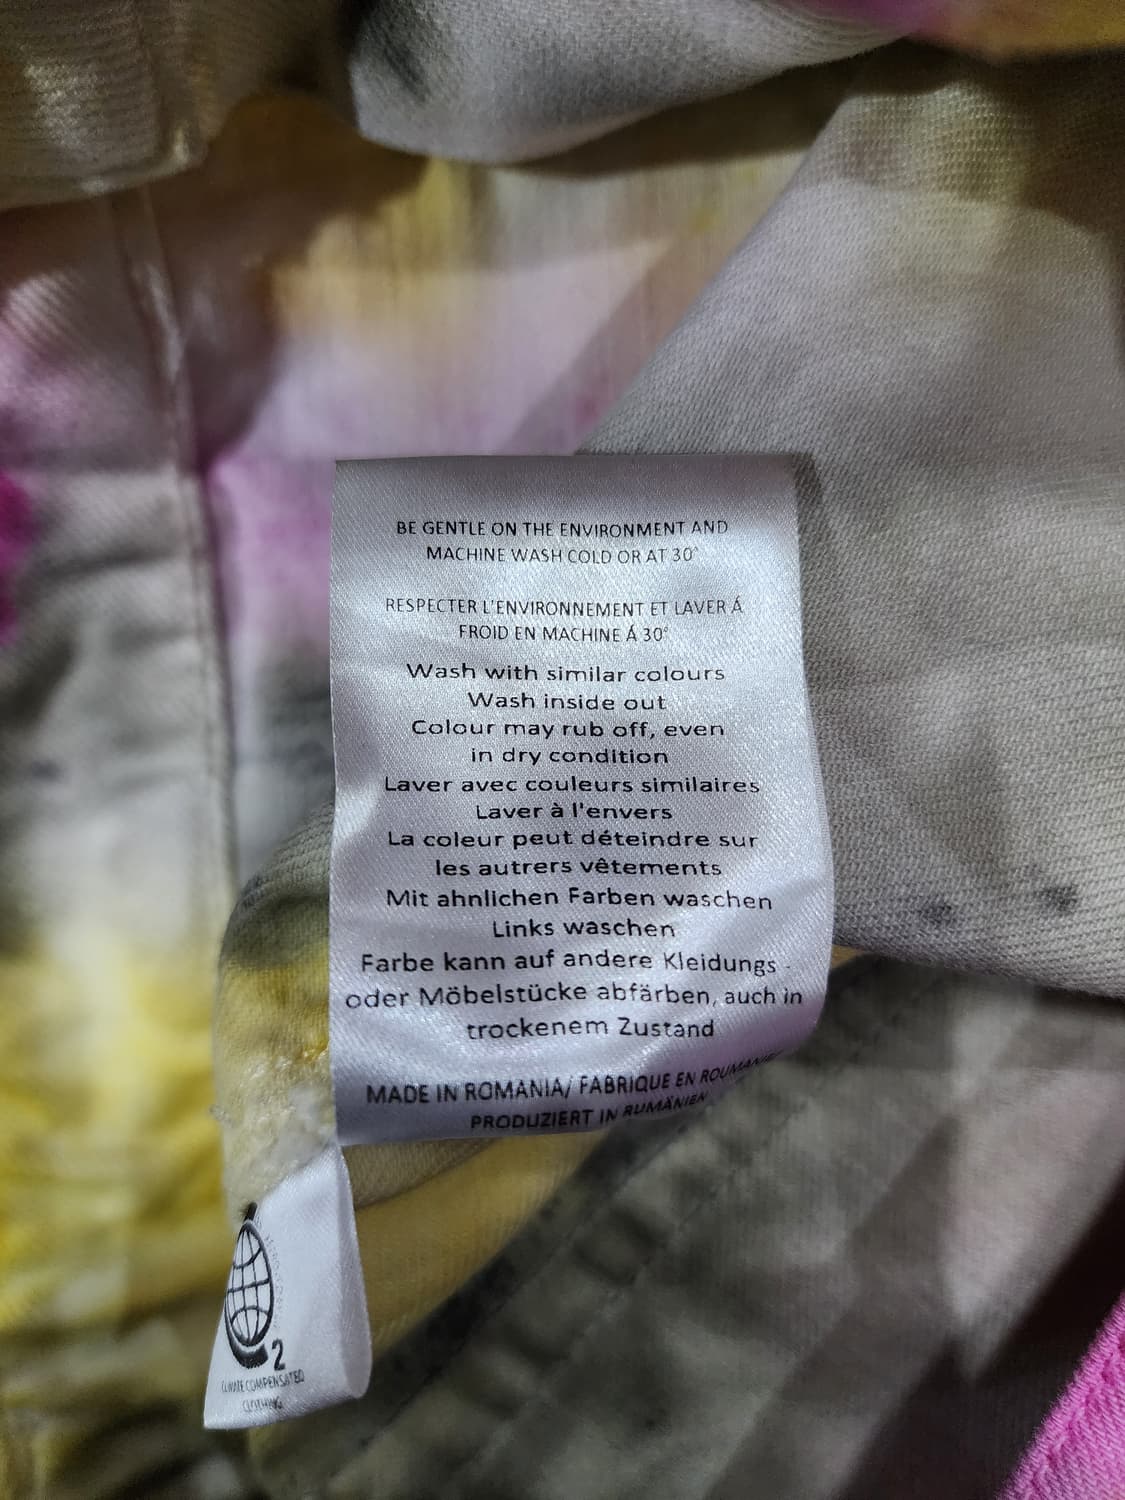 BE GENTLE ON THE ENVIRONMENT AND
MACHINE WASH COLD OR AT 30°
RESPECTER L'ENVIRONNEMENT ET LAVER Á
FROID EN MACHINE Á 30°
Wash with similar colours
Wash inside out
Colour may rub off, even
in dry condition
Laver avec couleurs similaires
Laver à l'envers
La coleur peut déteindre sur
les autrers vêtements
Mit ahnlichen Farben waschen
Links waschen
Farbe kann auf andere Kleidungs -
oder Möbelstücke abfärben, auch in
trockenem Zustand
MADE IN ROMANIA/ FABRIQUE EN ROUMANIE
PRODUZIERT IN RUMÄNIEN
2
CLIMATE COMPENSATED
CLOTHING